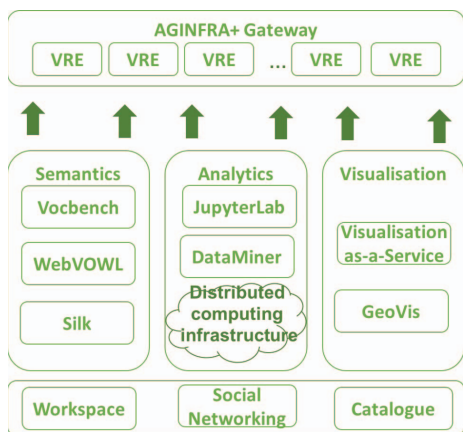 AGINFRA+ Gateway
VRE VRE VRE ... VRE VRE
Semantics
Vocbench
WebVOWL
Silk
Analytics
JupyterLab
DataMiner
Distributed
computing
infrastructure
Visualisation
Visualisation
as-a-Service
GeoVis
Workspace
Social
Networking
Catalogue